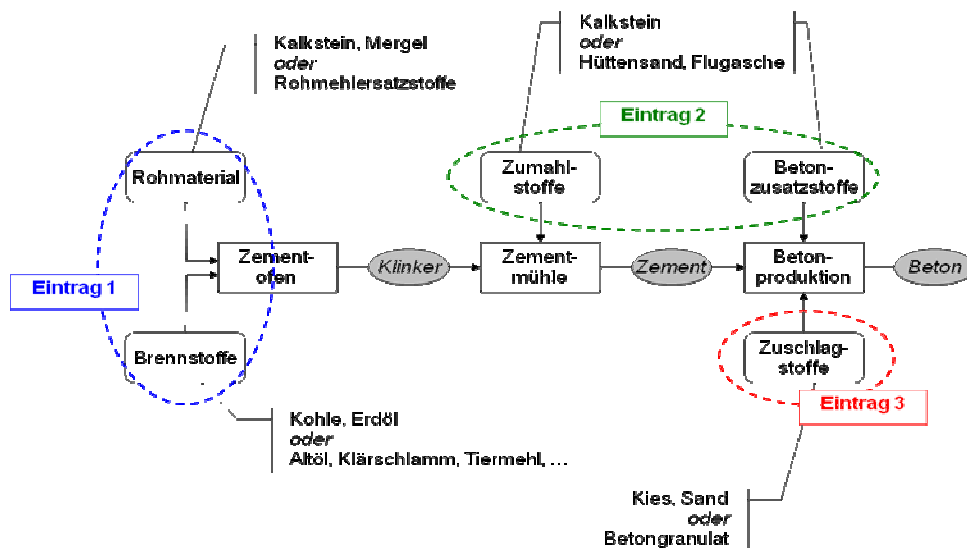 Kalkstein, Mergel
oder
Rohmehlersatzstoffe
Kalkstein
oder
Hüttensand, Flugasche
Eintrag 2
Rohmaterial
Zumahl-
stoffe
Beton-
zusatzstoffe
Zement-
ofen
Klinker
Zement-
mühle
Zement
Beton-
produktion
Beton
Eintrag 1
Brennstoffe
Zuschlag-
stoffe
Eintrag 3
Kohle, Erdöl
oder
Altöl, Klärschlamm, Tiermehl, ...
Kies, Sand
oder
Betongranulat